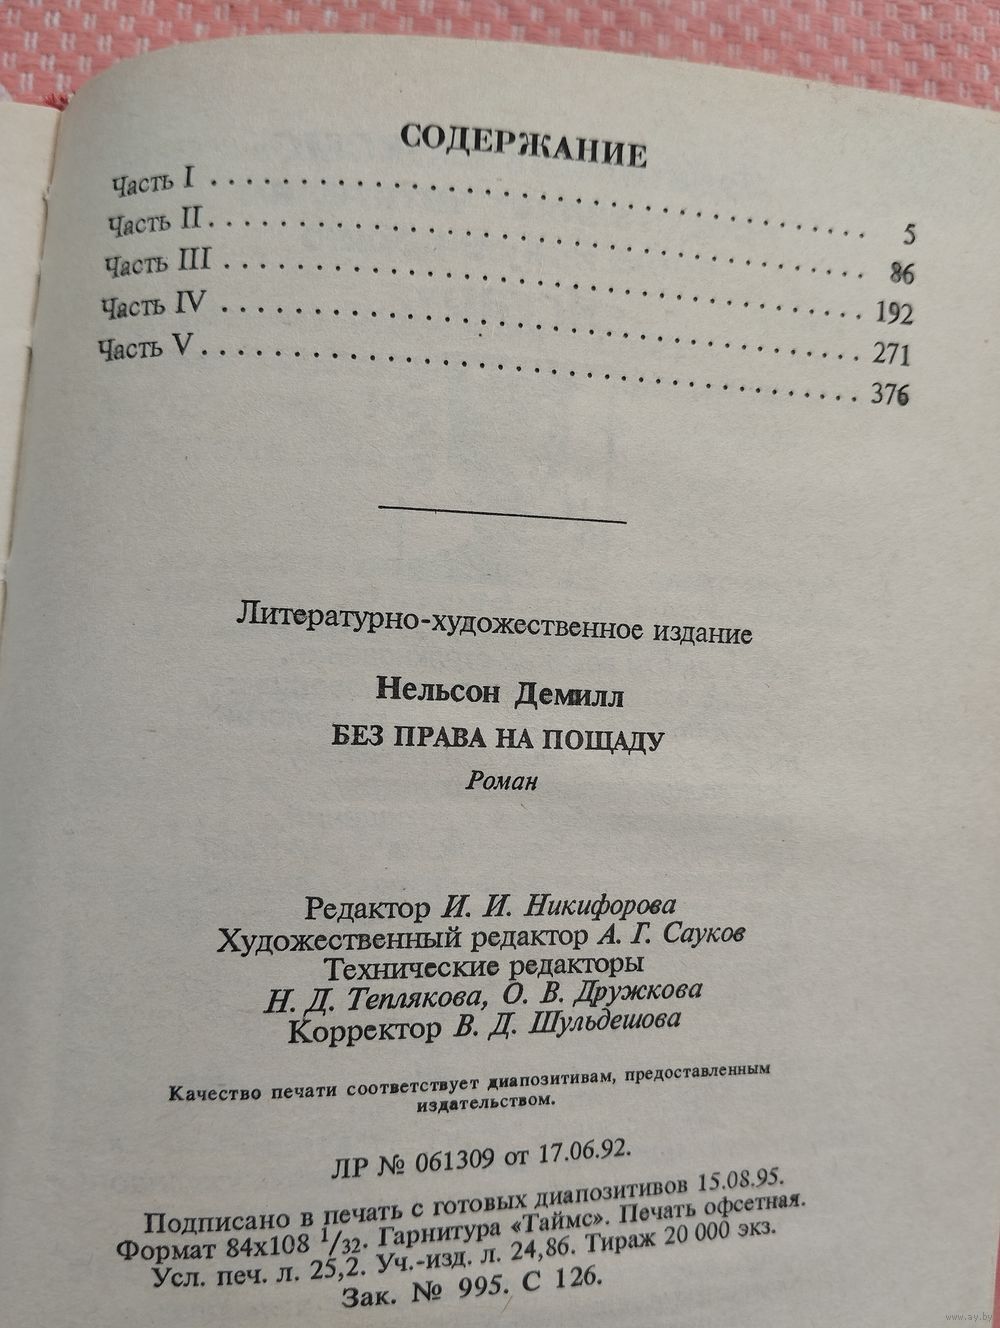 СОДЕРЖАНИЕ
Часть I . . . . . . . . . . . . . . . . . . . . . . . . . . . . . . . . . . . . 5
Часть II . . . . . . . . . . . . . . . . . . . . . . . . . . . . . . . . . . . . 86
Часть III . . . . . . . . . . . . . . . . . . . . . . . . . . . . . . . . . . . 192
Часть IV . . . . . . . . . . . . . . . . . . . . . . . . . . . . . . . . . . . 271
Часть V . . . . . . . . . . . . . . . . . . . . . . . . . . . . . . . . . . . . 376
Литературно-художественное издание
Нельсон Демилл
БЕЗ ПРАВА НА ПОЩАДУ
Роман
Редактор И. И. Никифорова
Художественный редактор А. Г. Сауков
Технические редакторы
Н. Д. Теплякова, О. В. Дружкова
Корректор В. Д. Шульдешова
Качество печати соответствует диапозитивам, предоставленным
издательством.
ЛР № 061309 от 17.06.92.
Подписано в печать с готовых диапозитивов 15.08.95.
Формат 84x108 1/32. Гарнитура «Таймс». Печать офсетная.
Усл. печ. л. 25,2. Уч.-изд. л. 24,86. Тираж 20 000 экз.
Зак. № 995. С 126.
www.ay.by